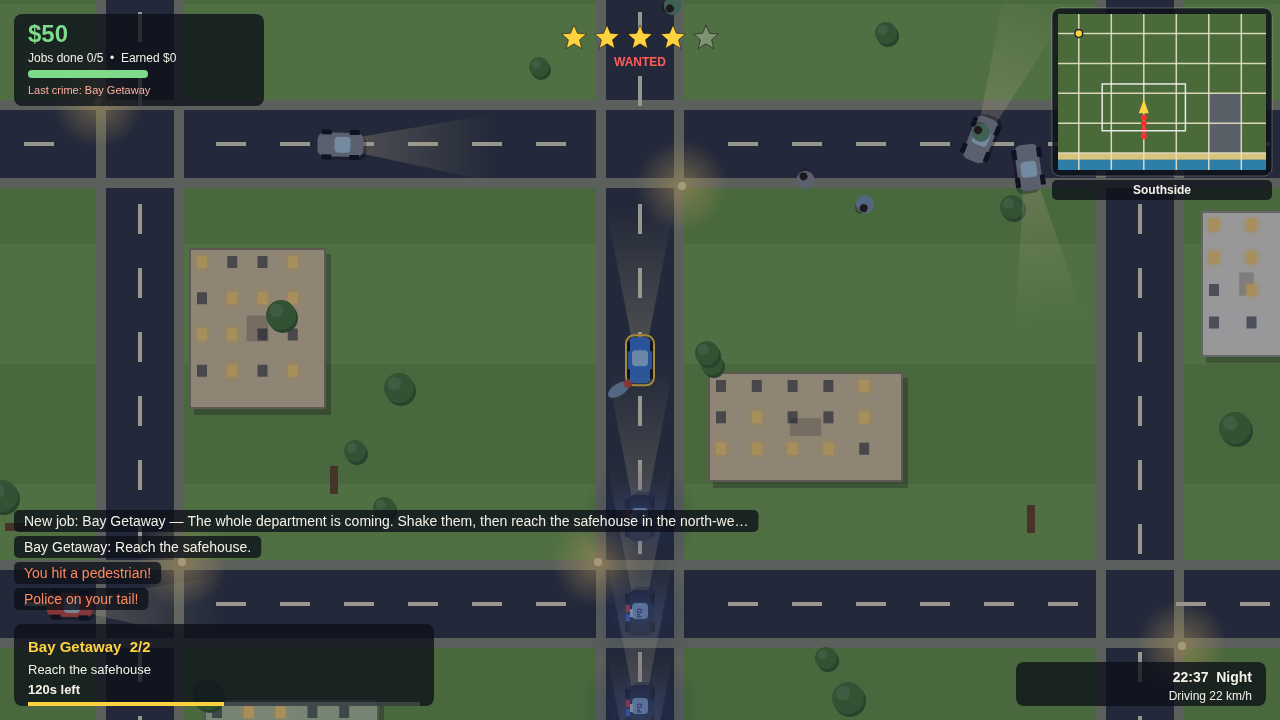 $50
Jobs done 0/5 • Earned $0
Last crime: Bay Getaway
WANTED
Southside
New job: Bay Getaway — The whole department is coming. Shake them, then reach the safehouse in the north-we…
Bay Getaway: Reach the safehouse.
You hit a pedestrian!
Police on your tail!
PD
PD
Bay Getaway 2/2
Reach the safehouse
120s left
22:37 Night
Driving 22 km/h